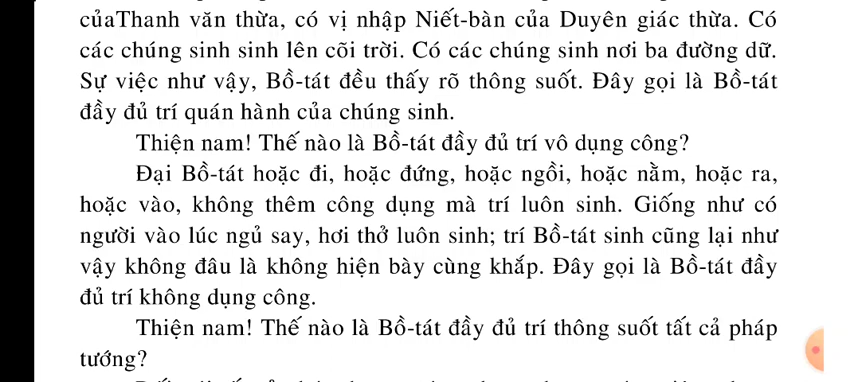 củaThanh văn thừa, có vị nhập Niết-bàn của Duyên giác thừa. Có
các chúng sinh sinh lên cõi trời. Có các chúng sinh nơi ba đường dữ.
Sự việc như vậy, Bồ-tát đều thấy rõ thông suốt. Đây gọi là Bồ-tát
đầy đủ trí quán hành của chúng sinh.
Thiện nam! Thế nào là Bồ-tát đầy đủ trí vô dụng công?
Đại Bồ-tát hoặc đi, hoặc đứng, hoặc ngồi, hoặc nằm, hoặc ra,
hoặc vào, không thêm công dụng mà trí luôn sinh. Giống như có
người vào lúc ngủ say, hơi thở luôn sinh; trí Bồ-tát sinh cũng lại như
vậy không đâu là không hiện bày cùng khắp. Đây gọi là Bồ-tát đầy
đủ trí không dụng công.
Thiện nam! Thế nào là Bồ-tát đầy đủ trí thông suốt tất cả pháp
tướng?